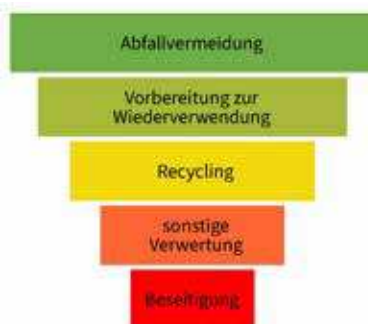 Abfallvermeidung
Vorbereitung zur
Wiederverwendung
Recycling
sonstige
Verwertung
Beseitigung